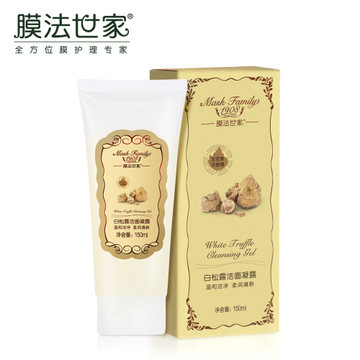 膜法世家®
全方位膜护理专家
Mask Family
1908
膜法世家
White Truffle Cleansing Gel
白松露洁面凝露
温和洁净 柔润清新
净含量:150ml
Mask Family
1908
膜法世家
White Truffle
Cleansing Gel
白松露洁面凝露
温和洁净 柔润清新
净含量:150ml